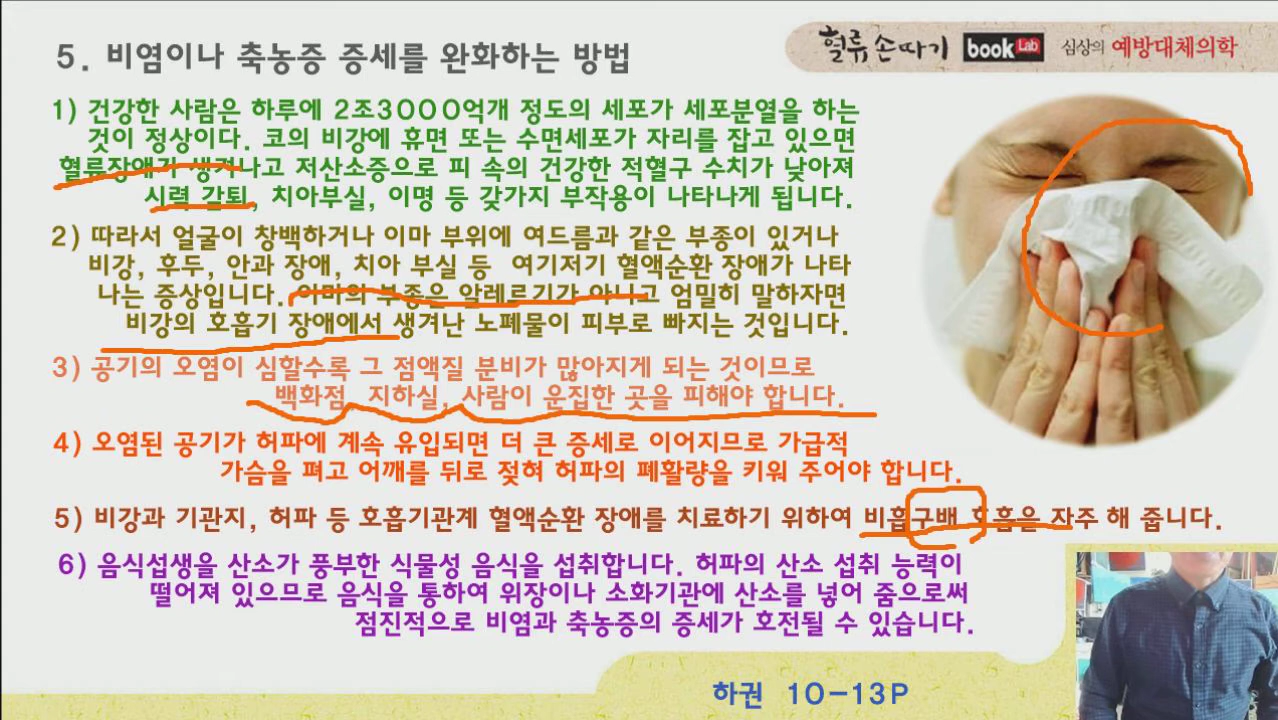 5. 비염이나 축농증 증세를 완화하는 방법
혈류 손따기 book Lab 심상의 예방대체의학
1) 건강한 사람은 하루에 2조3000억개 정도의 세포가 세포분열을 하는
것이 정상이다. 코의 비강에 휴면 또는 수면세포가 자리를 잡고 있으면
혈류장애가 생겨나고 저산소증으로 피 속의 건강한 적혈구 수치가 낮아져
시력 감퇴, 치아부실, 이명 등 갖가지 부작용이 나타나게 됩니다.
2) 따라서 얼굴이 창백하거나 이마 부위에 여드름과 같은 부종이 있거나
비강, 후두, 안과 장애, 치아 부실 등 여기저기 혈액순환 장애가 나타
나는 증상입니다. 이마의 부종은 알레르기가 아니고 엄밀히 말하자면
비강의 호흡기 장애에서 생겨난 노폐물이 피부로 빠지는 것입니다.
3) 공기의 오염이 심할수록 그 점액질 분비가 많아지게 되는 것이므로
백화점, 지하실, 사람이 운집한 곳을 피해야 합니다.
4) 오염된 공기가 허파에 계속 유입되면 더 큰 증세로 이어지므로 가급적
가슴을 펴고 어깨를 뒤로 젖혀 허파의 폐활량을 키워 주어야 합니다.
5) 비강과 기관지, 허파 등 호흡기관계 혈액순환 장애를 치료하기 위하여 비흡구배 호흡을 자주 해 줍니다.
6) 음식섭생을 산소가 풍부한 식물성 음식을 섭취합니다. 허파의 산소 섭취 능력이
떨어져 있으므로 음식을 통하여 위장이나 소화기관에 산소를 넣어 줌으로써
점진적으로 비염과 축농증의 증세가 호전될 수 있습니다.
하권 10-13P